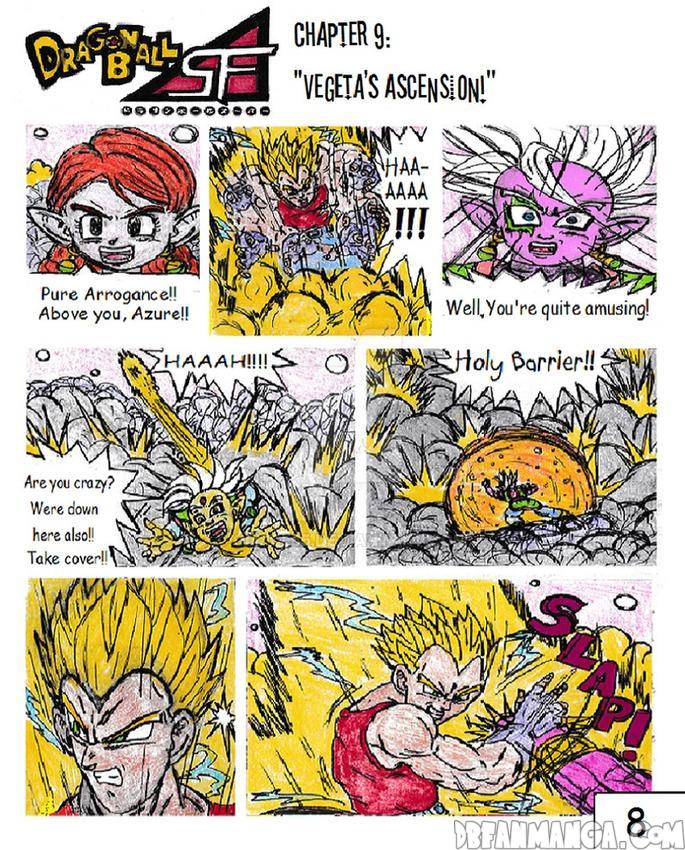 DRAGON BALL SF
CHAPTER 9:
"VEGETA'S ASCENSION!"
HAA-
AAAA
!!!
Pure Arrogance!!
Above you, Azure!!
Well, You're quite amusing!
HAAAH!!!!
Holy Barrier!!
Are you crazy?
Were down
here also!!
Take cover!!
SLAP!
8
DBFANMANGA.COM